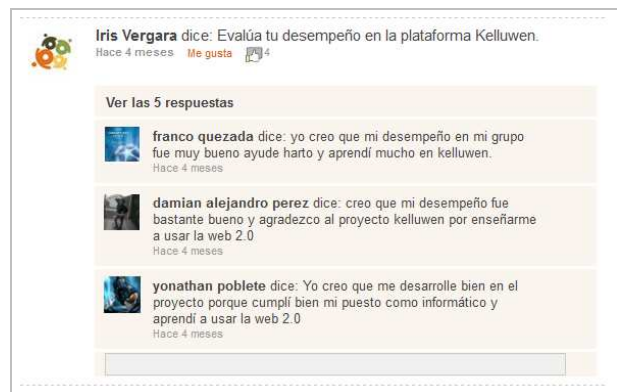 Iris Vergara dice: Evalúa tu desempeño en la plataforma Kelluwen.
Hace 4 meses Me gusta 4
Ver las 5 respuestas
franco quezada dice: yo creo que mi desempeño en mi grupo
fue muy bueno ayude harto y aprendí mucho en kelluwen.
Hace 4 meses
damian alejandro perez dice: creo que mi desempeño fue
bastante bueno y agradezco al proyecto kelluwen por enseñarme
a usar la web 2.0
Hace 4 meses
yonathan poblete dice: Yo creo que me desarrolle bien en el
proyecto porque cumplí bien mi puesto como informático y
aprendí a usar la web 2.0
Hace 4 meses